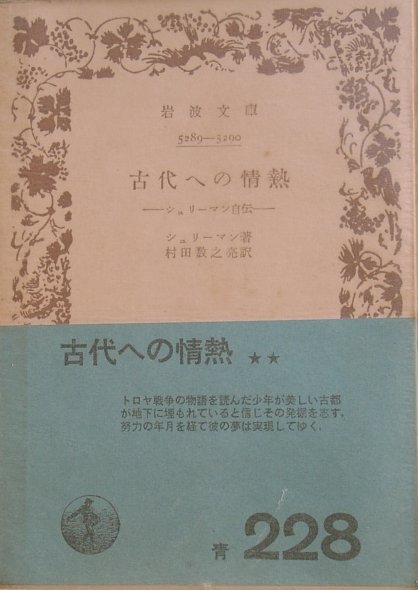 岩波文庫
5289—5290
古代への情熱
—シュリーマン自伝—
シュリーマン著
村田数之亮訳
古代への情熱 ★★
トロヤ戦争の物語を読んだ少年が美しい古都
が地下に埋もれていると信じその発掘を志す。
努力の年月を経て彼の夢は実現してゆく。
青 228